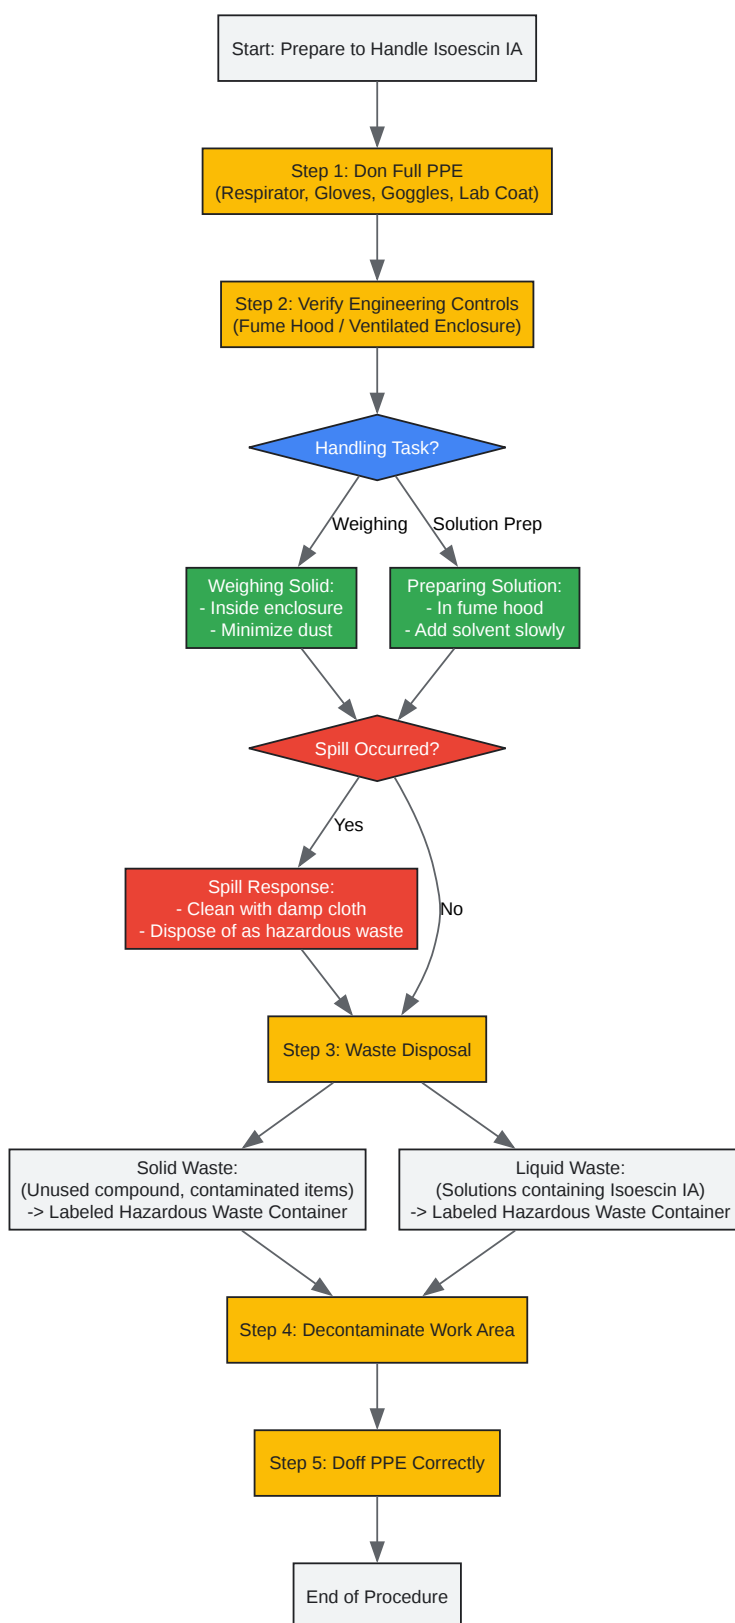 Start: Prepare to Handle Isoescin IA
Step 1: Don Full PPE
(Respirator, Gloves, Goggles, Lab Coat)
Step 2: Verify Engineering Controls
(Fume Hood / Ventilated Enclosure)
Handling Task?
Weighing
Solution Prep
Weighing Solid:
- Inside enclosure
- Minimize dust
Preparing Solution:
- In fume hood
- Add solvent slowly
Spill Occurred?
Yes
Spill Response:
- Clean with damp cloth
- Dispose of as hazardous waste
No
Step 3: Waste Disposal
Solid Waste:
(Unused compound, contaminated items)
-> Labeled Hazardous Waste Container
Liquid Waste:
(Solutions containing Isoescin IA)
-> Labeled Hazardous Waste Container
Step 4: Decontaminate Work Area
Step 5: Doff PPE Correctly
End of Procedure